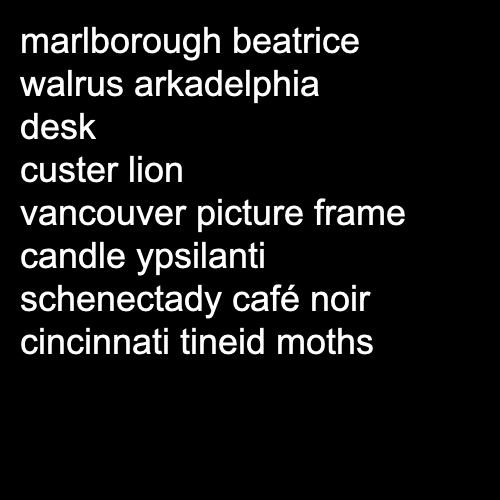 marlborough beatrice
walrus arkadelphia
desk
custer lion
vancouver picture frame
candle ypsilanti
schenectady café noir
cincinnati tineid moths